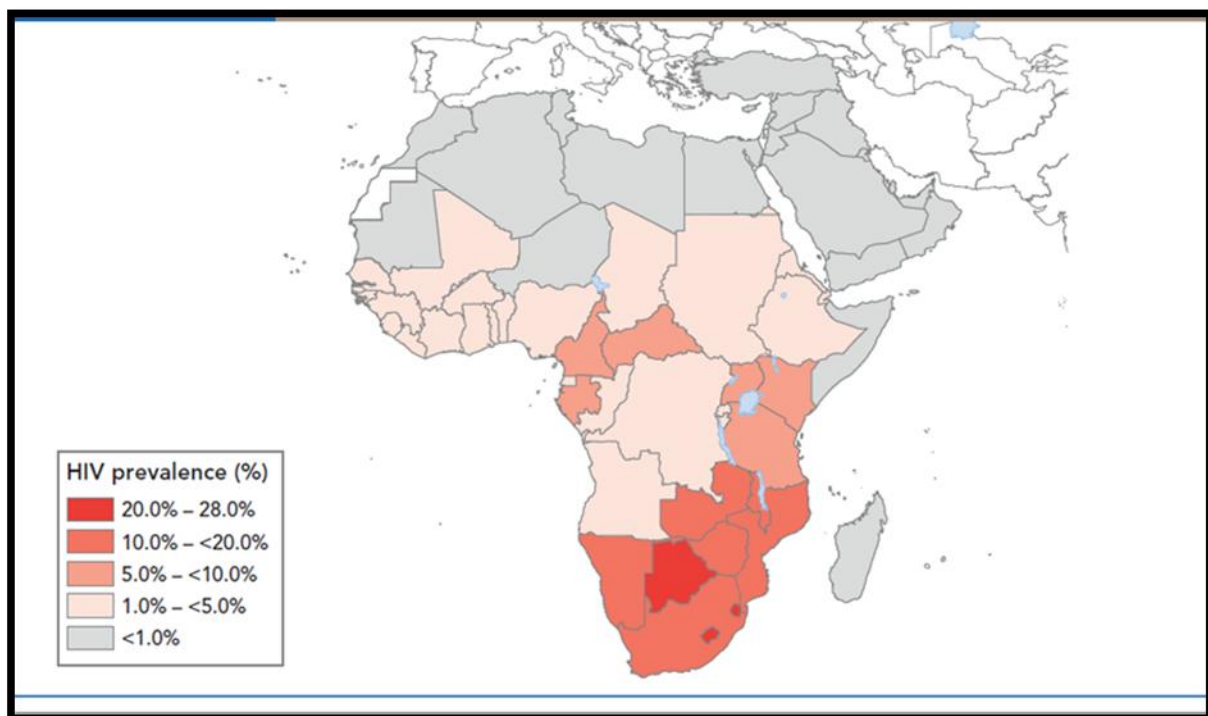 HIV prevalence (%)
20.0% – 28.0%
10.0% – <20.0%
5.0% – <10.0%
1.0% – <5.0%
<1.0%